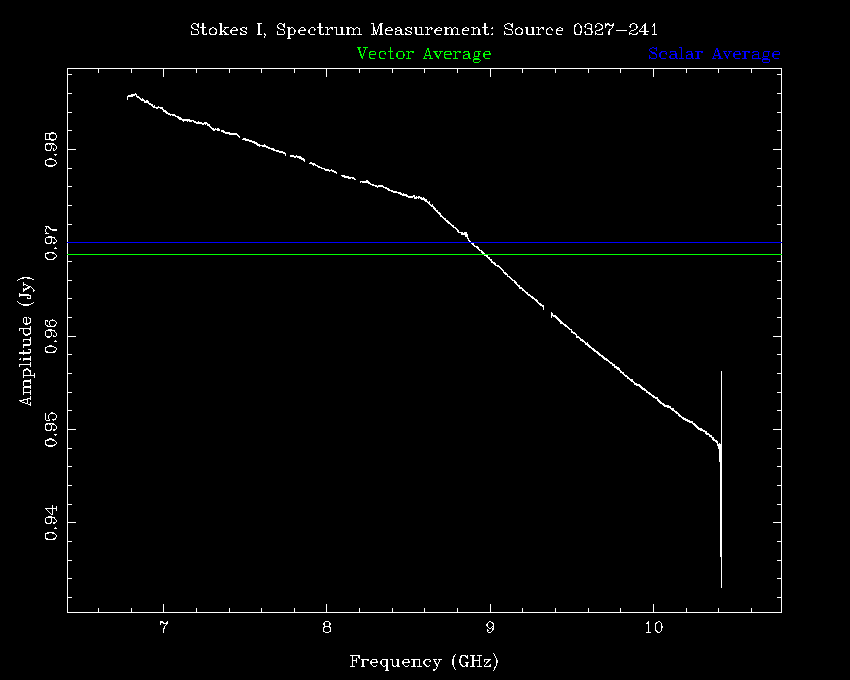 Stokes I, Spectrum Measurement: Source 0327-241
Vector Average Scalar Average
0.98
0.97
0.96
0.95
0.94
Amplitude (Jy)
7 8 9 10
Frequency (GHz)